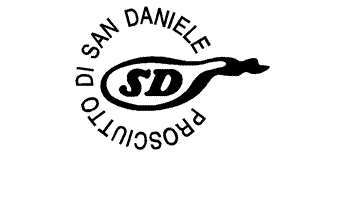 PROSCIUTTO DI SAN DANIELE
SD